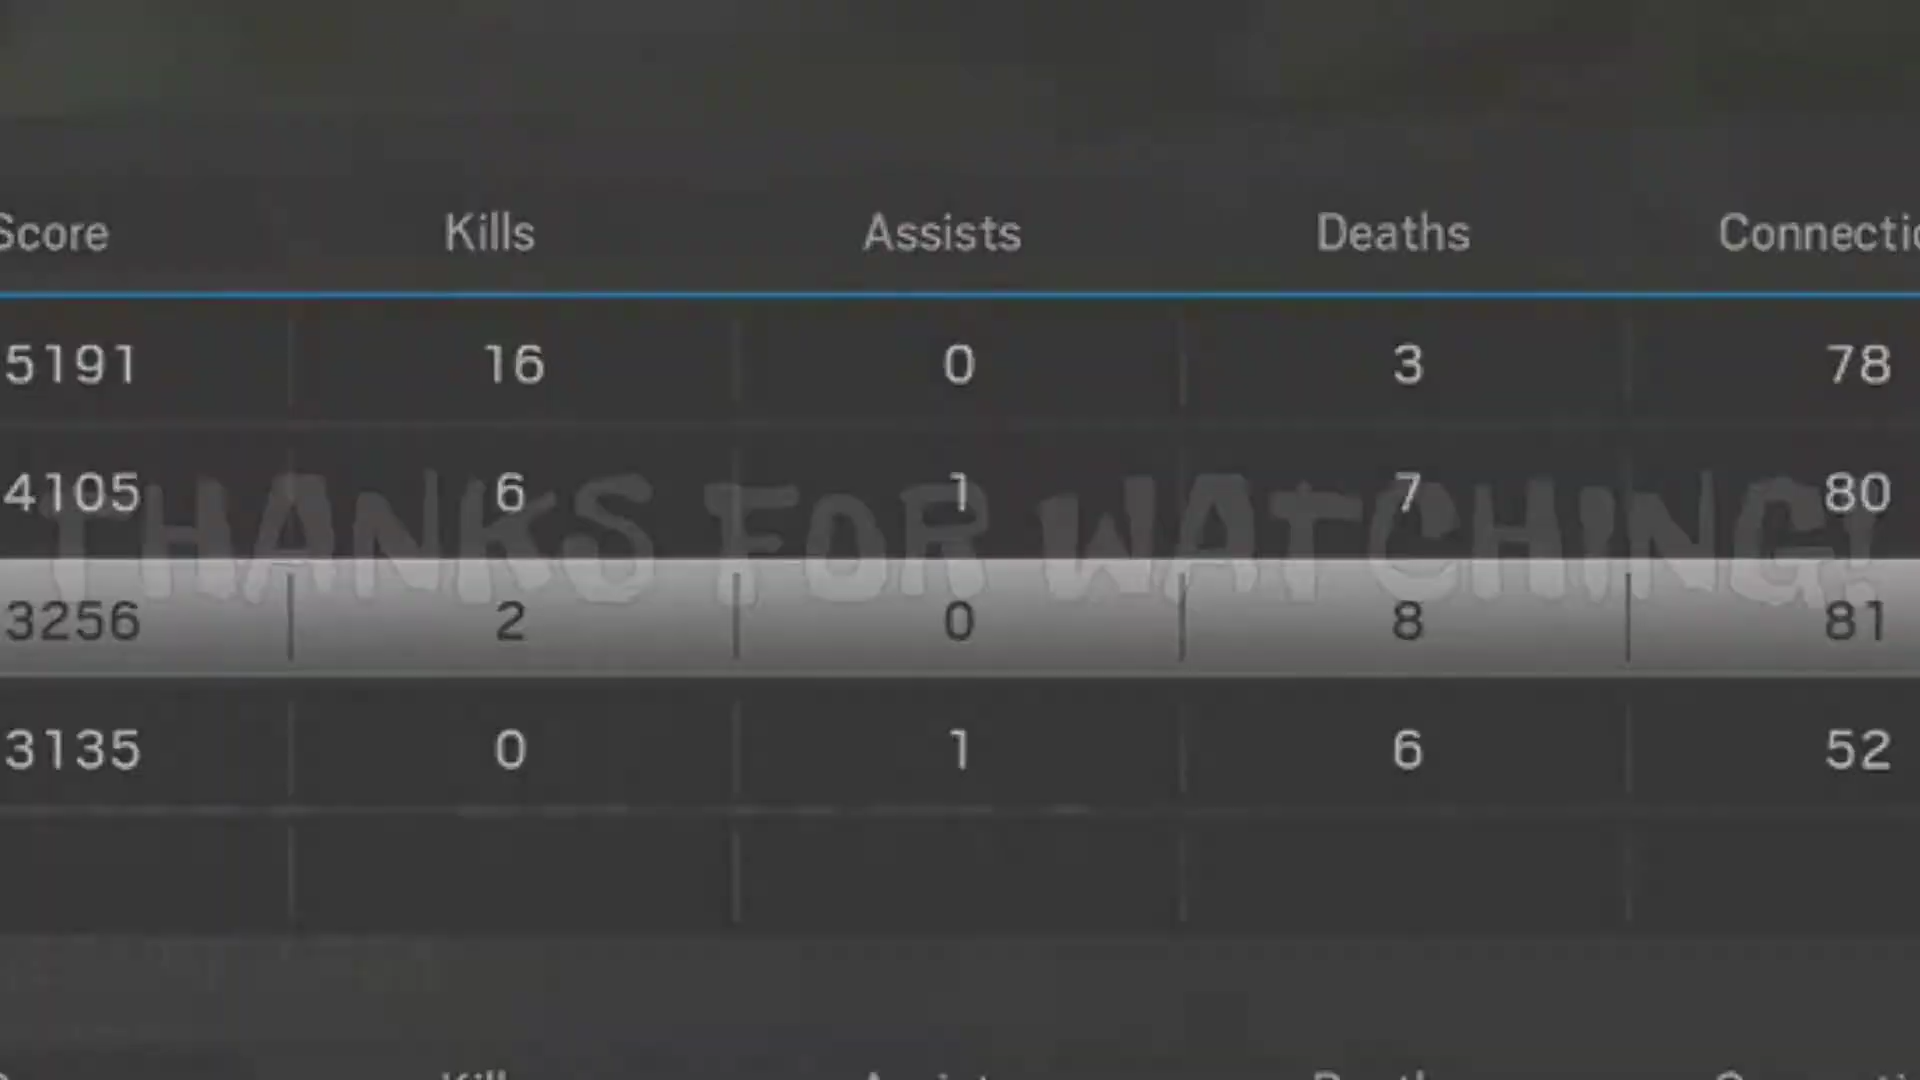 Score Kills Assists Deaths Connectio
5191 16 0 3 78
4105 6 1 7 80
THANKS FOR WATCHING!
3256 2 0 8 81
3135 0 1 6 52